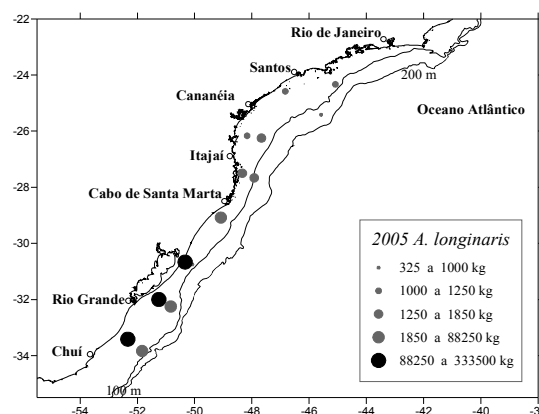 -22
Rio de Janeiro
Santos
-24
200 m
Cananéia
Oceano Atlântico
-26
Itajaí
-28
Cabo de Santa Marta
2005 A. longinaris
325 a 1000 kg
1000 a 1250 kg
1250 a 1850 kg
1850 a 88250 kg
88250 a 333500 kg
-30
-32
Rio Grande
-34
Chuí
100 m
-54 -52 -50 -48 -46 -44 -42 -40 -3